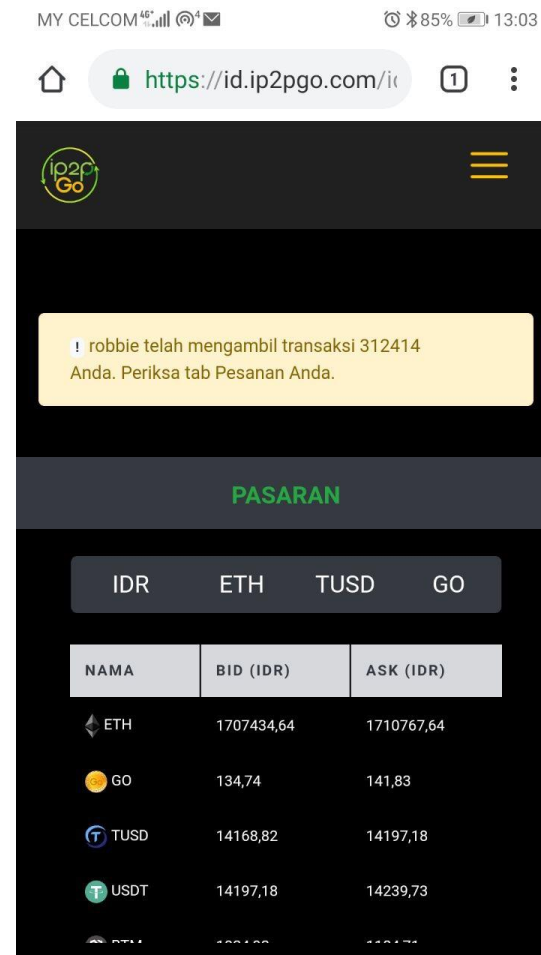 MY CELCOM 4G+ 4 85% 13:03
https://id.ip2pgo.com/id 1
ip2p Go
! robbie telah mengambil transaksi 312414
Anda. Periksa tab Pesanan Anda.
PASARAN
IDR ETH TUSD GO
NAMA BID (IDR) ASK (IDR)
ETH 1707434,64 1710767,64
GO 134,74 141,83
TUSD 14168,82 14197,18
USDT 14197,18 14239,73